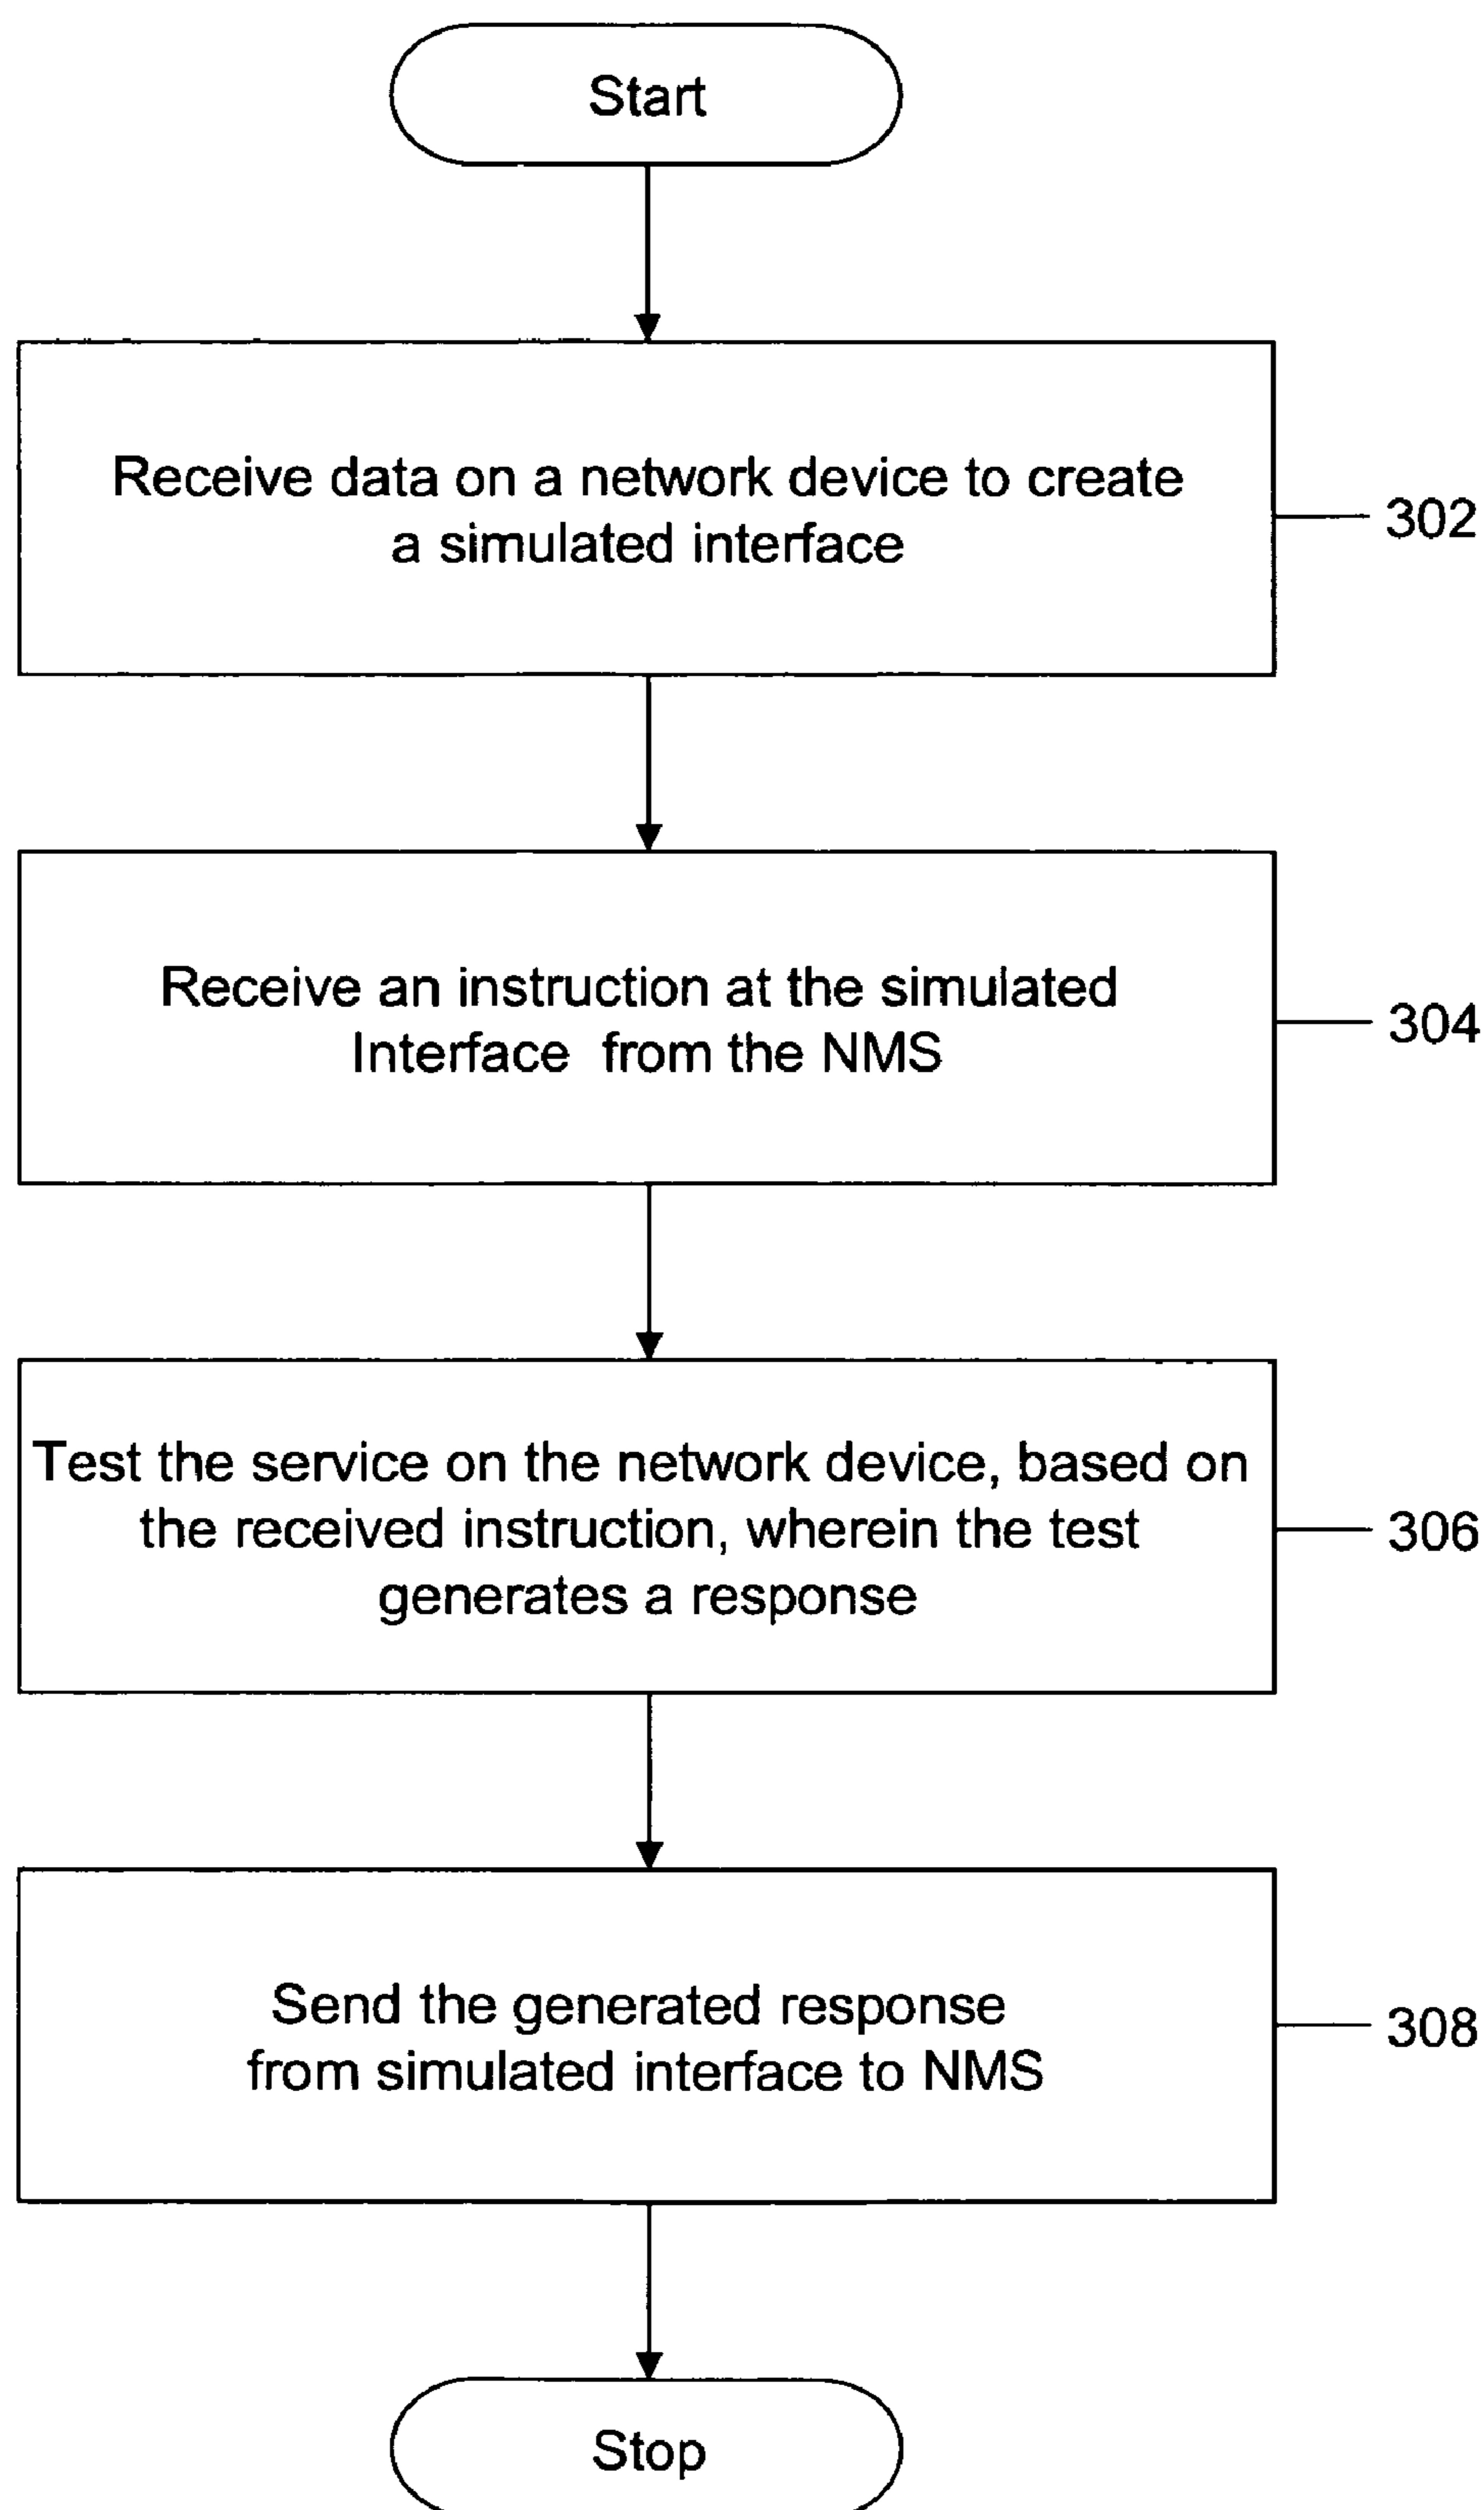 Start
Receive data on a network device to create
a simulated interface
302
Receive an instruction at the simulated
Interface from the NMS
304
Test the service on the network device, based on
the received instruction, wherein the test
generates a response
306
Send the generated response
from simulated interface to NMS
308
Stop